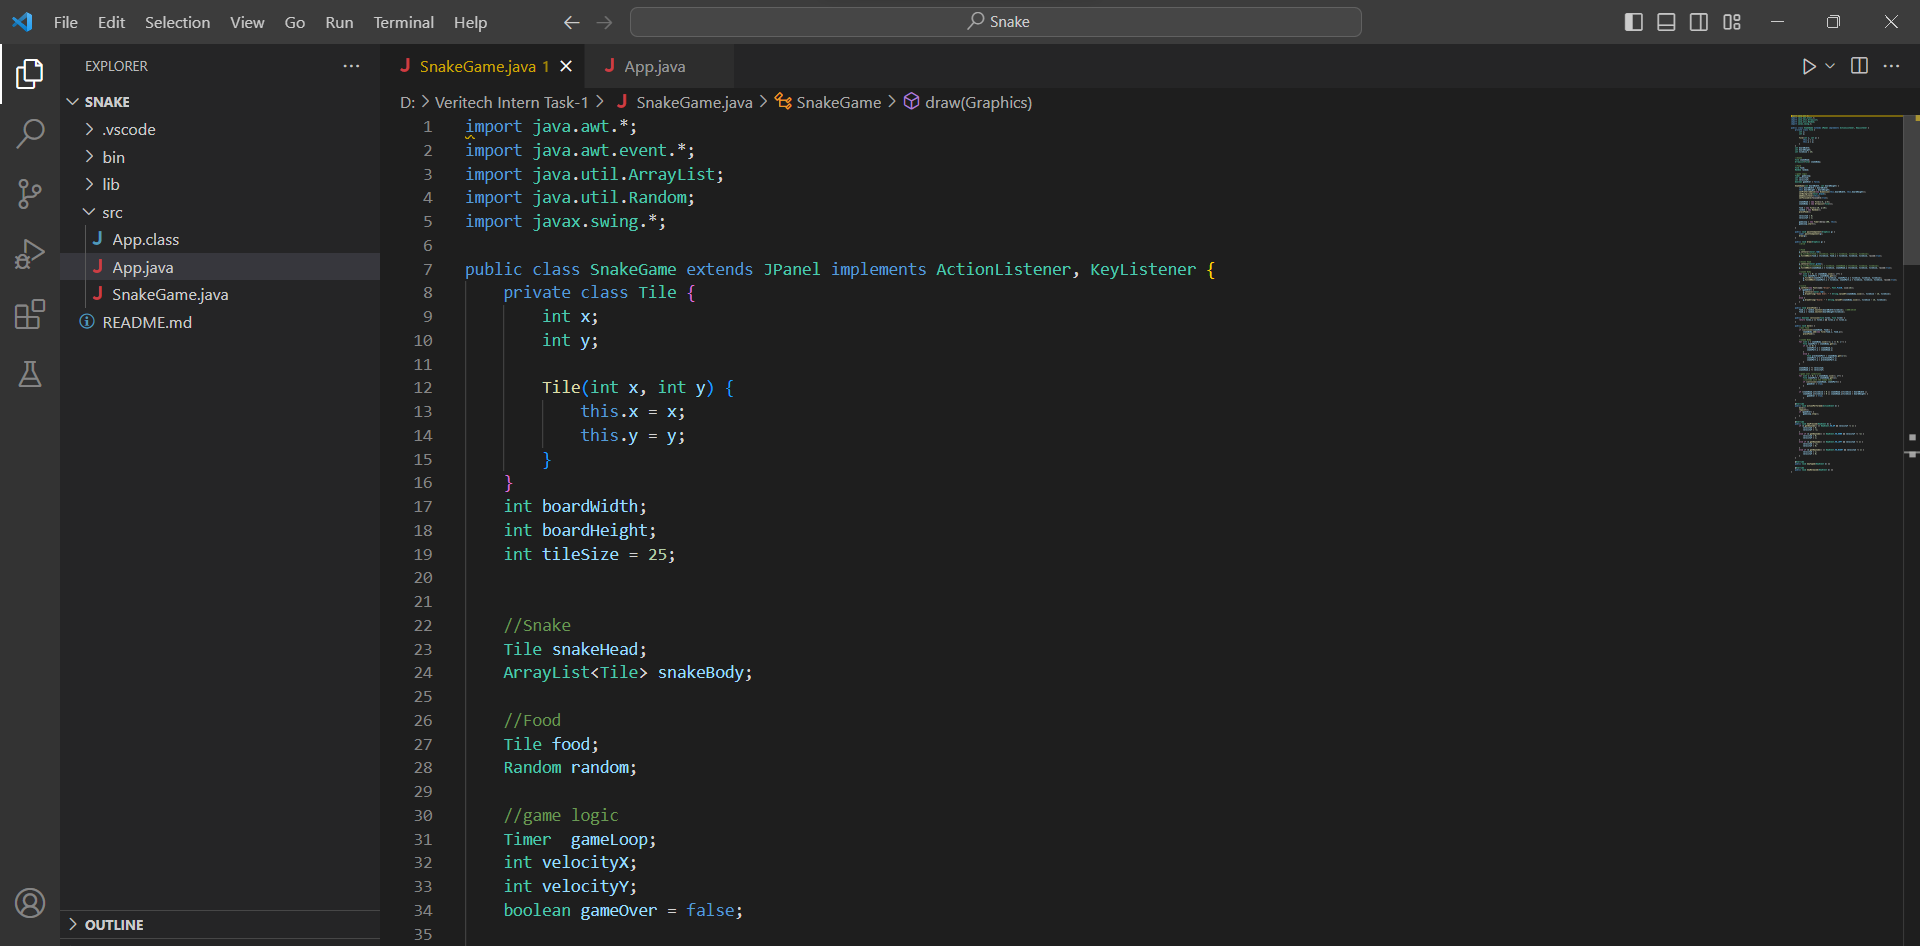 File Edit Selection View Go Run Terminal Help Snake
EXPLORER
SNAKE
.vscode
bin
lib
src
App.class
App.java
SnakeGame.java
README.md
OUTLINE
SnakeGame.java 1 App.java
D: Veritech Intern Task-1 SnakeGame.java SnakeGame draw(Graphics)
1 import java.awt.*;
2 import java.awt.event.*;
3 import java.util.ArrayList;
4 import java.util.Random;
5 import javax.swing.*;
6
7 public class SnakeGame extends JPanel implements ActionListener, KeyListener {
8 private class Tile {
9 int x;
10 int y;
11
12 Tile(int x, int y) {
13 this.x = x;
14 this.y = y;
15 }
16 }
17 int boardWidth;
18 int boardHeight;
19 int tileSize = 25;
20
21
22 //Snake
23 Tile snakeHead;
24 ArrayList<Tile> snakeBody;
25
26 //Food
27 Tile food;
28 Random random;
29
30 //game logic
31 Timer  gameLoop;
32 int velocityX;
33 int velocityY;
34 boolean gameOver = false;
35